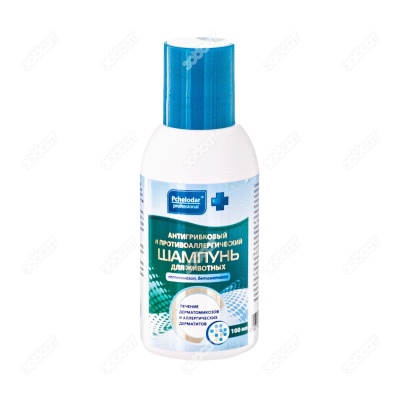 Pchelodar
professional
АНТИГРИБКОВЫЙ
И ПРОТИВОАЛЛЕРГИЧЕСКИЙ
ШАМПУНЬ
ДЛЯ ЖИВОТНЫХ
ЛЕЧЕНИЕ
ДЕРМАТОМИКОЗОВ
И АЛЛЕРГИЧЕСКИХ
ДЕРМАТИТОВ
100 мл